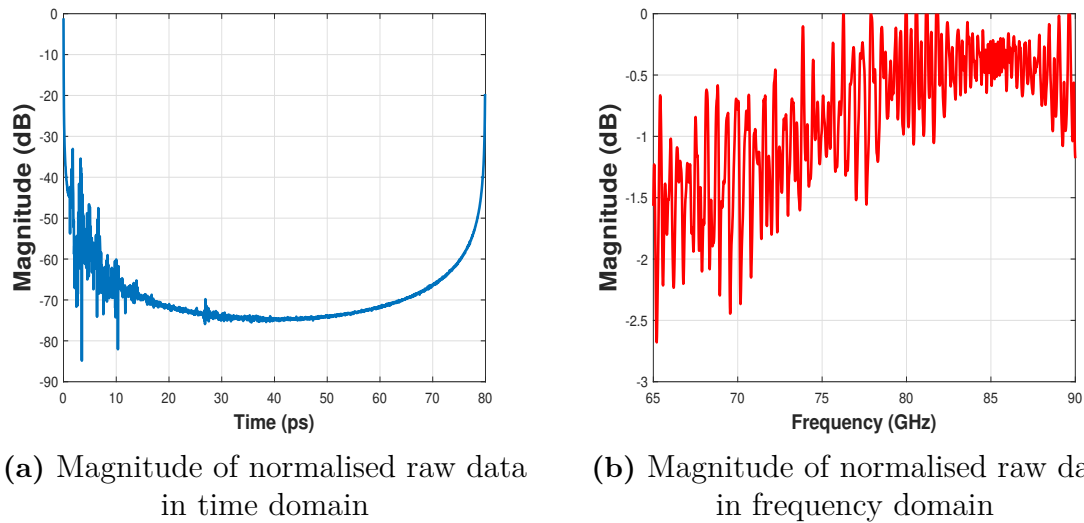 0
-10
-20
-30
-40
-50
-60
-70
-80
-90
0 10 20 30 40 50 60 70 80
Magnitude (dB)
Time (ps)
(a) Magnitude of normalised raw data
in time domain
0
-0.5
-1
-1.5
-2
-2.5
-3
65 70 75 80 85 90
Magnitude (dB)
Frequency (GHz)
(b) Magnitude of normalised raw da
in frequency domain